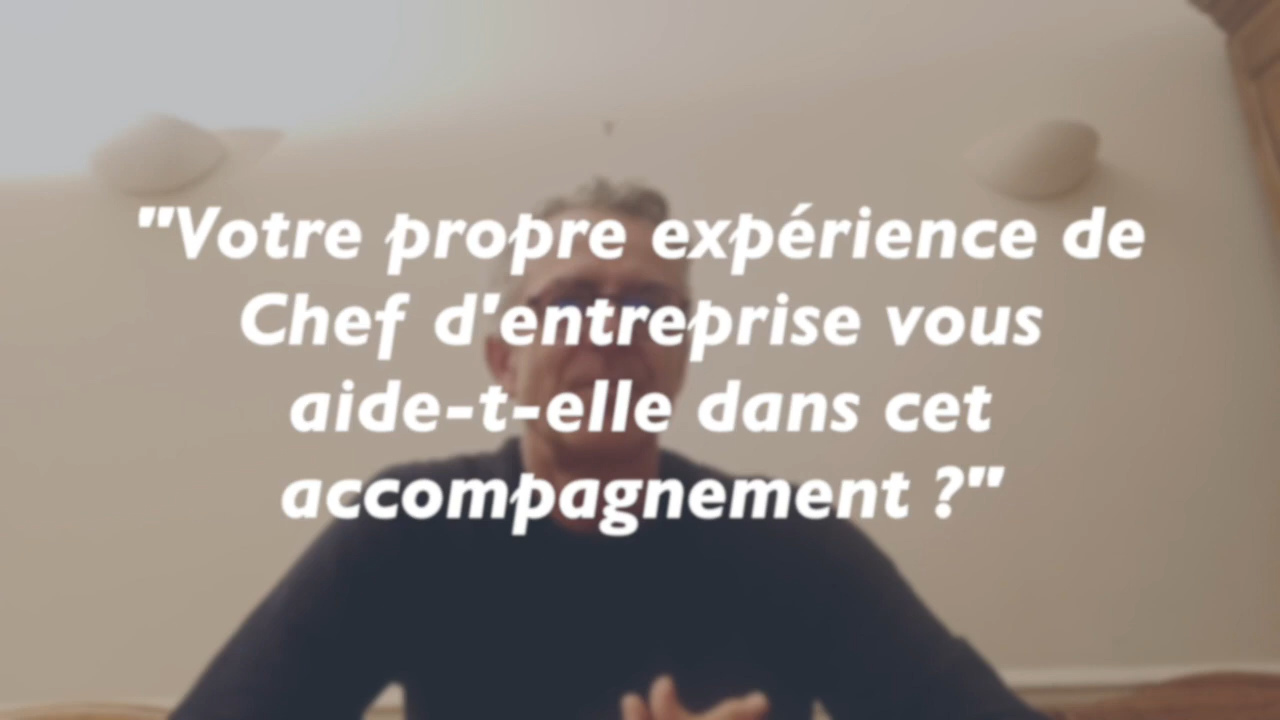 "Votre propre expérience de
Chef d'entreprise vous
aide-t-elle dans cet
accompagnement ?"